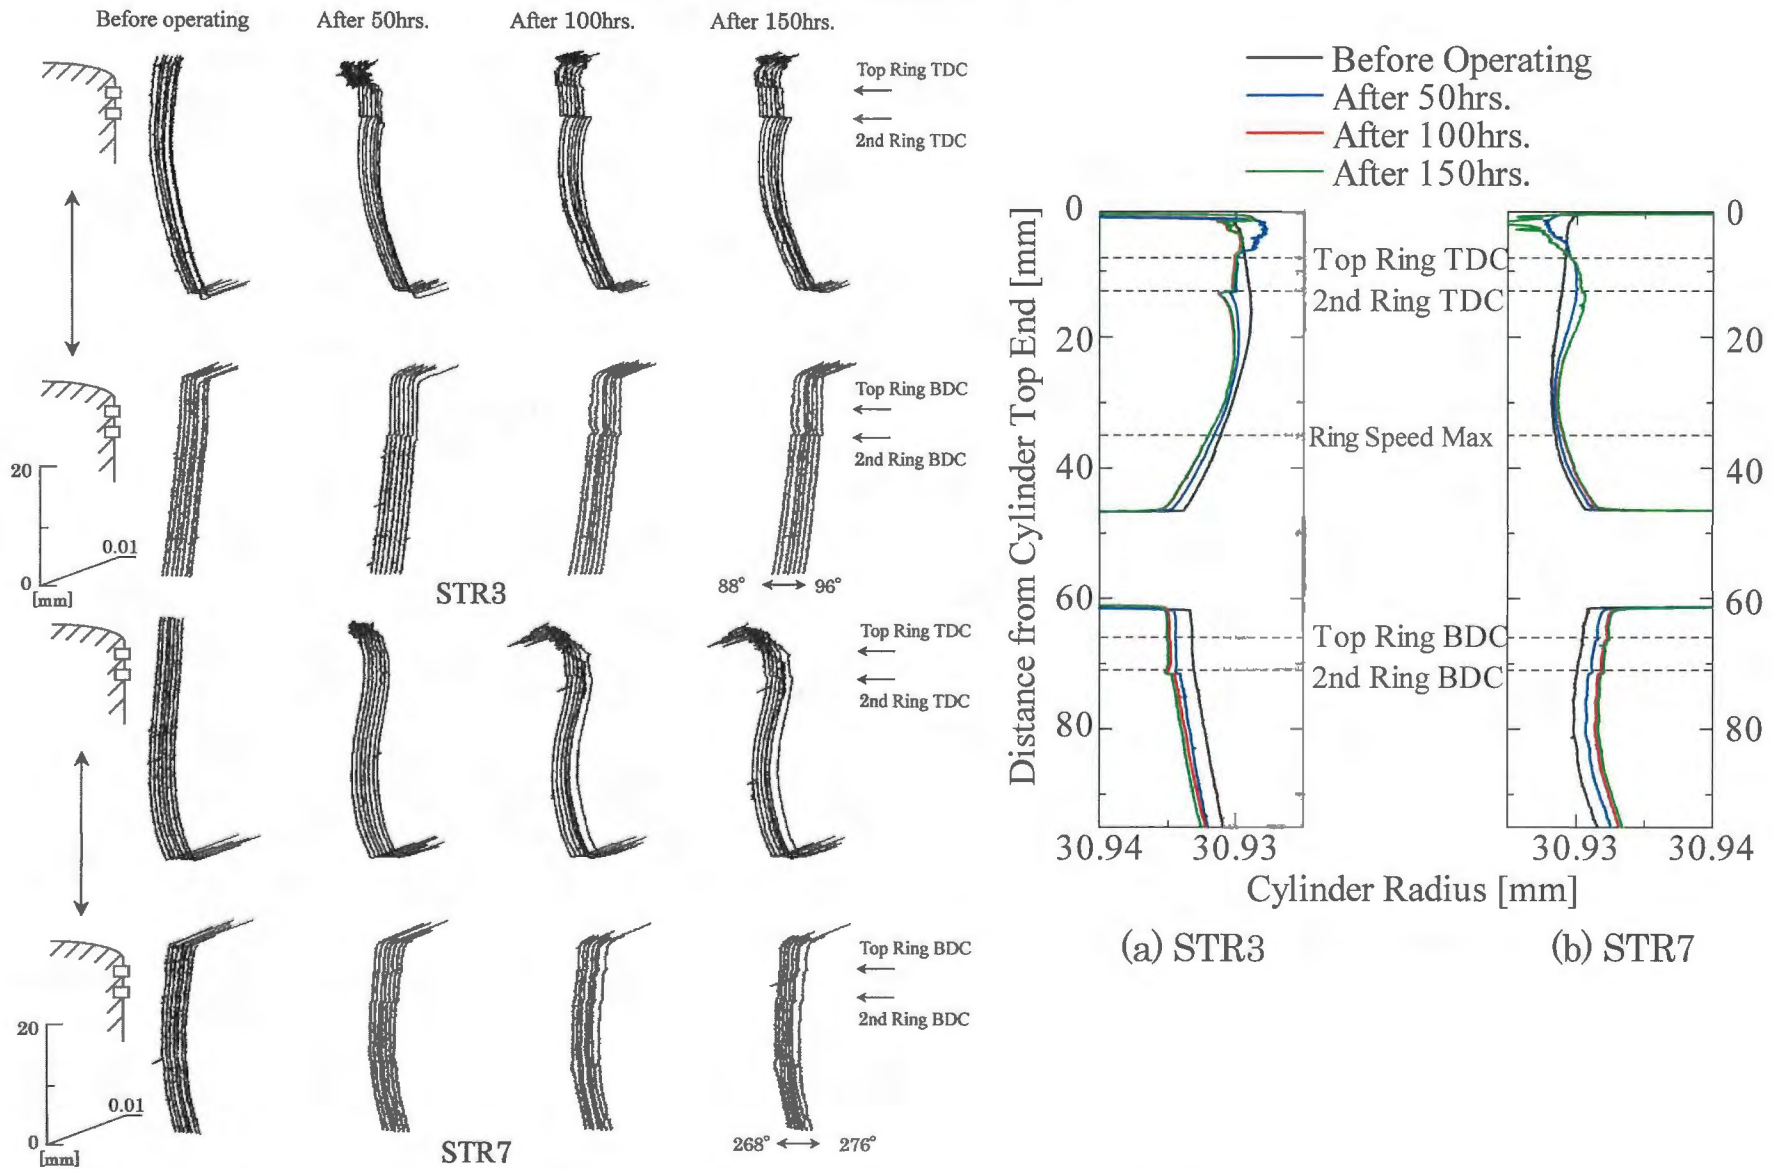 Before operating After 50hrs. After 100hrs. After 150hrs.
Top Ring TDC
2nd Ring TDC
Top Ring BDC
2nd Ring BDC
20
0.01
0
[mm]
STR3
88° 96°
Top Ring TDC
2nd Ring TDC
Top Ring BDC
2nd Ring BDC
20
0.01
0
[mm]
STR7
268° 276°
Before Operating
After 50hrs.
After 100hrs.
After 150hrs.
Distance from Cylinder Top End [mm]
0 0
Top Ring TDC
2nd Ring TDC
20 20
Ring Speed Max
40 40
60 60
Top Ring BDC
2nd Ring BDC
80 80
30.94 30.93 30.93 30.94
Cylinder Radius [mm]
(a) STR3 (b) STR7